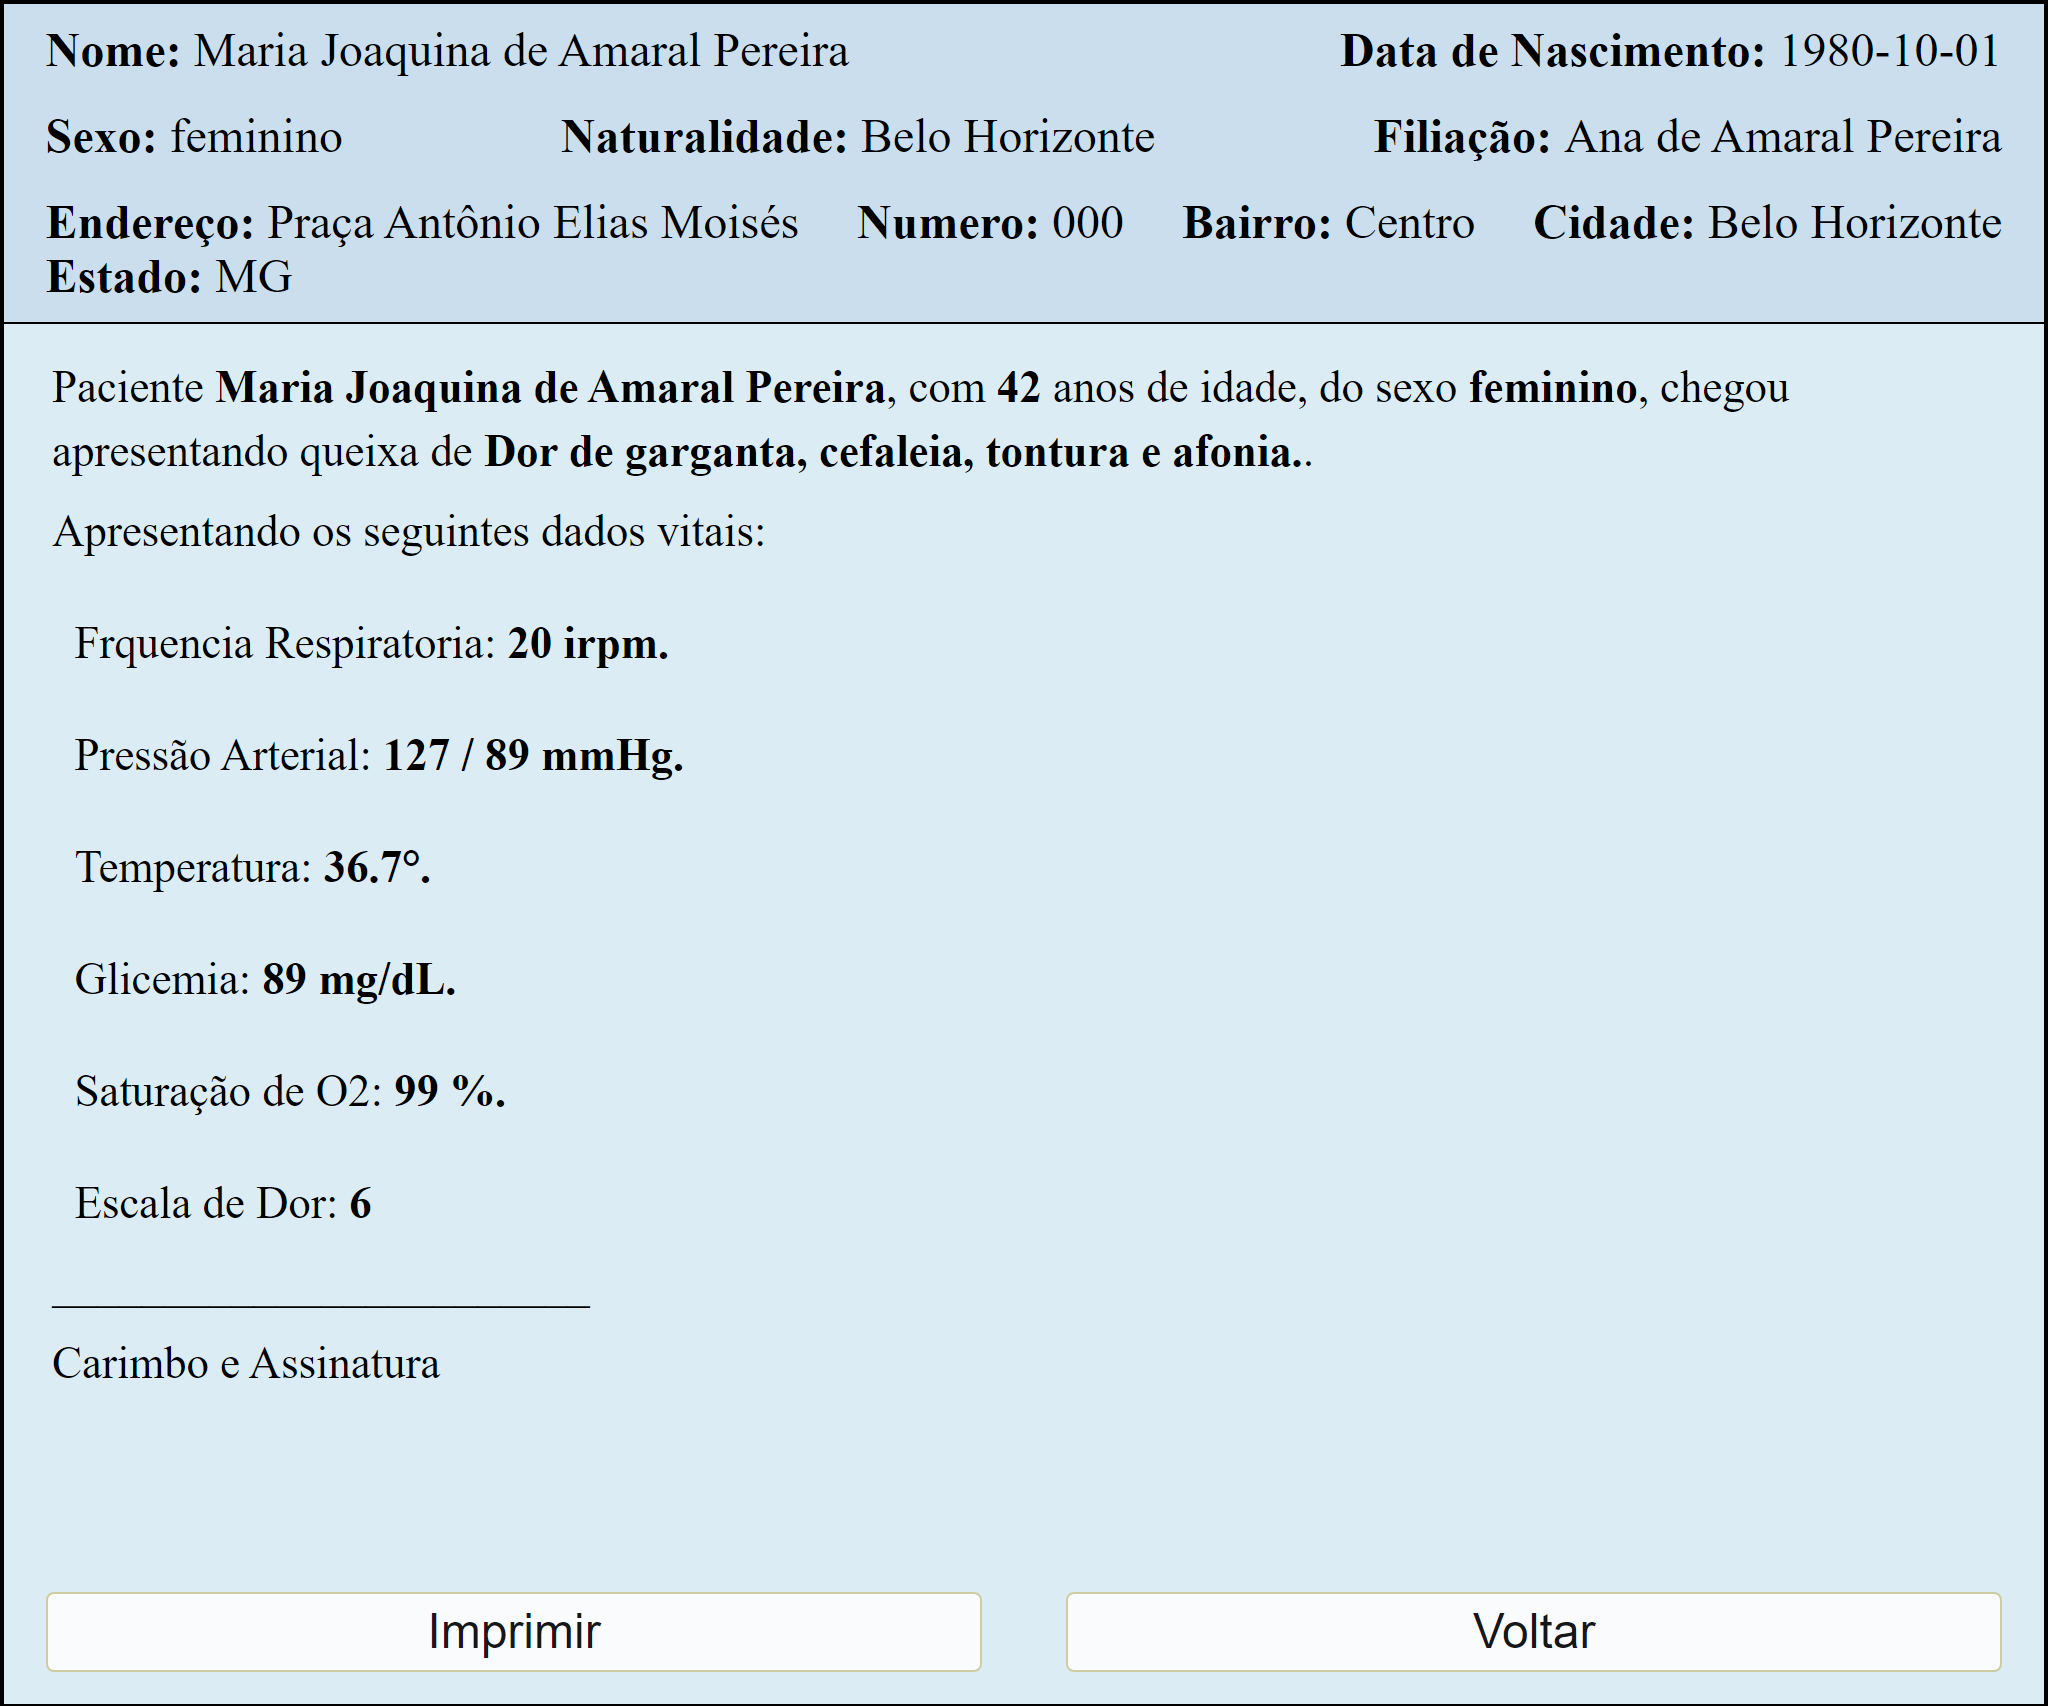 Nome: Maria Joaquina de Amaral Pereira Data de Nascimento: 1980-10-01
Sexo: feminino Naturalidade: Belo Horizonte Filiação: Ana de Amaral Pereira
Endereço: Praça Antônio Elias Moisés Numero: 000 Bairro: Centro Cidade: Belo Horizonte
Estado: MG
Paciente Maria Joaquina de Amaral Pereira, com 42 anos de idade, do sexo feminino, chegou
apresentando queixa de Dor de garganta, cefaleia, tontura e afonia..
Apresentando os seguintes dados vitais:
Frquencia Respiratoria: 20 irpm.
Pressão Arterial: 127 / 89 mmHg.
Temperatura: 36.7°.
Glicemia: 89 mg/dL.
Saturação de O2: 99 %.
Escala de Dor: 6
________________________
Carimbo e Assinatura
Imprimir Voltar